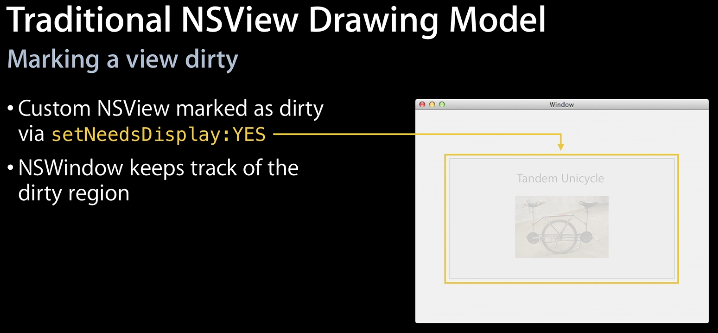 Traditional NSView Drawing Model
Marking a view dirty
• Custom NSView marked as dirty
via setNeedsDisplay:YES
• NSWindow keeps track of the
dirty region
Window
Tandem Unicycle